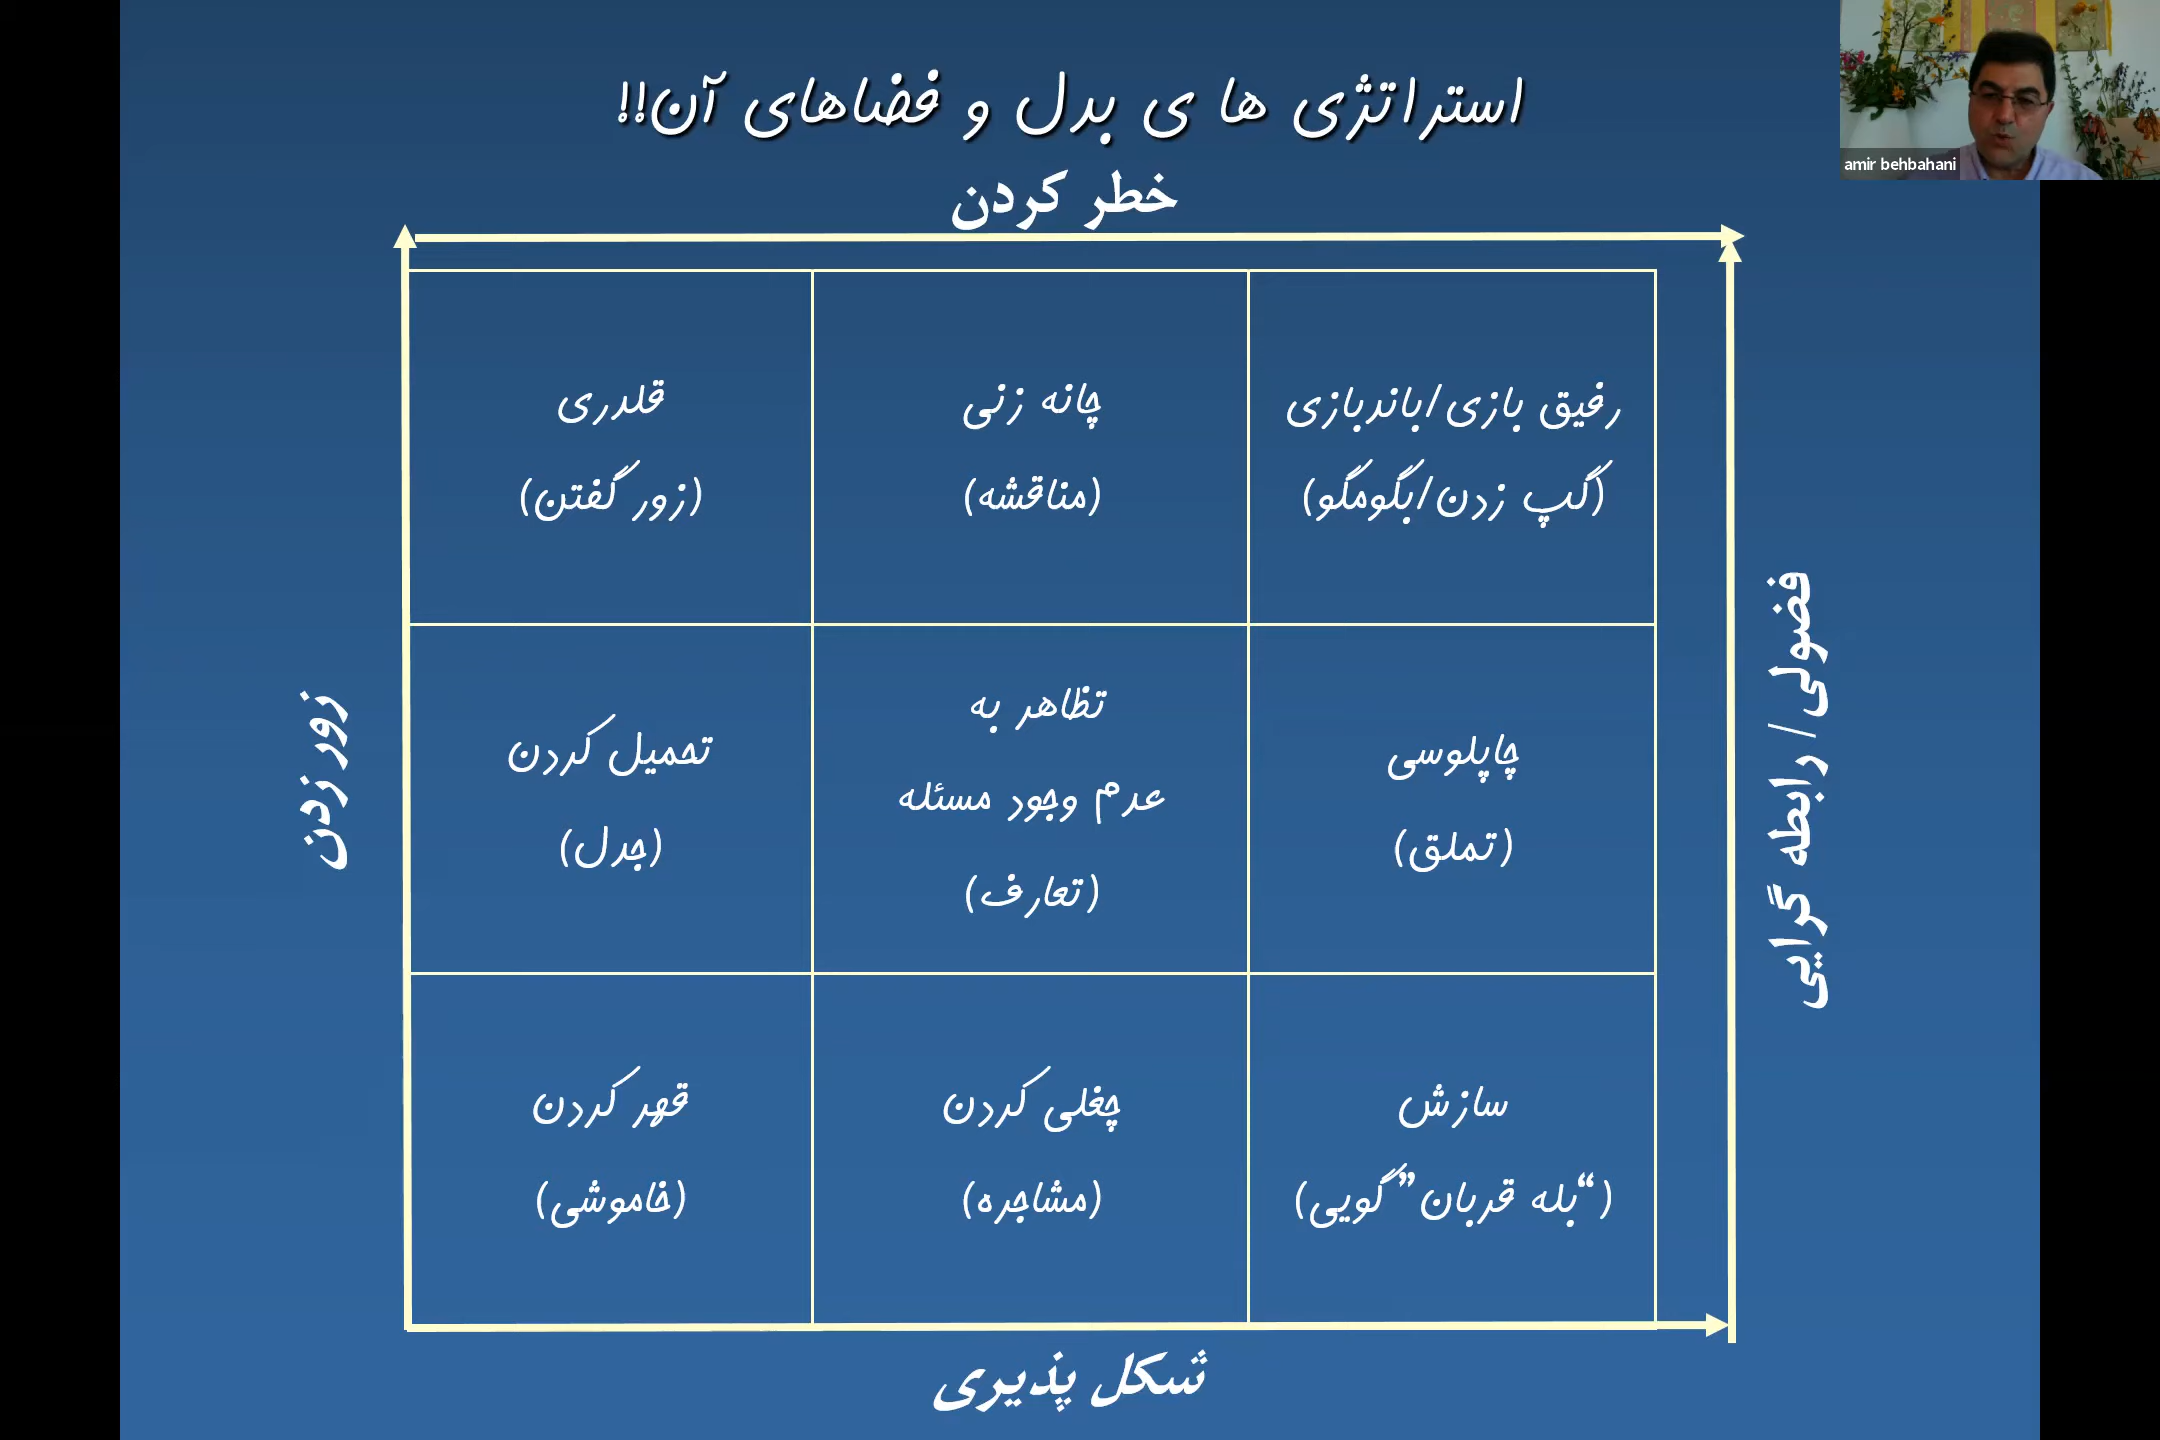 استراتژی ها ی بدل و فضاهای آن!!
amir behbahani
خطر کردن
رفیق بازی/باندبازی
(گپ زدن/بگومگو)
چانه زنی
(مناقشه)
قلدری
(زور گفتن)
چاپلوسی
(تملق)
تظاهر به
عدم وجود مسئله
(تعارف)
تحمیل کردن
(جدل)
سازش
(“بله قربان”گویی)
چغلی کردن
(مشاجره)
قهر کردن
(خاموشی)
فضولی/ رابطه گرایی
زور زدن
شکل پذیری